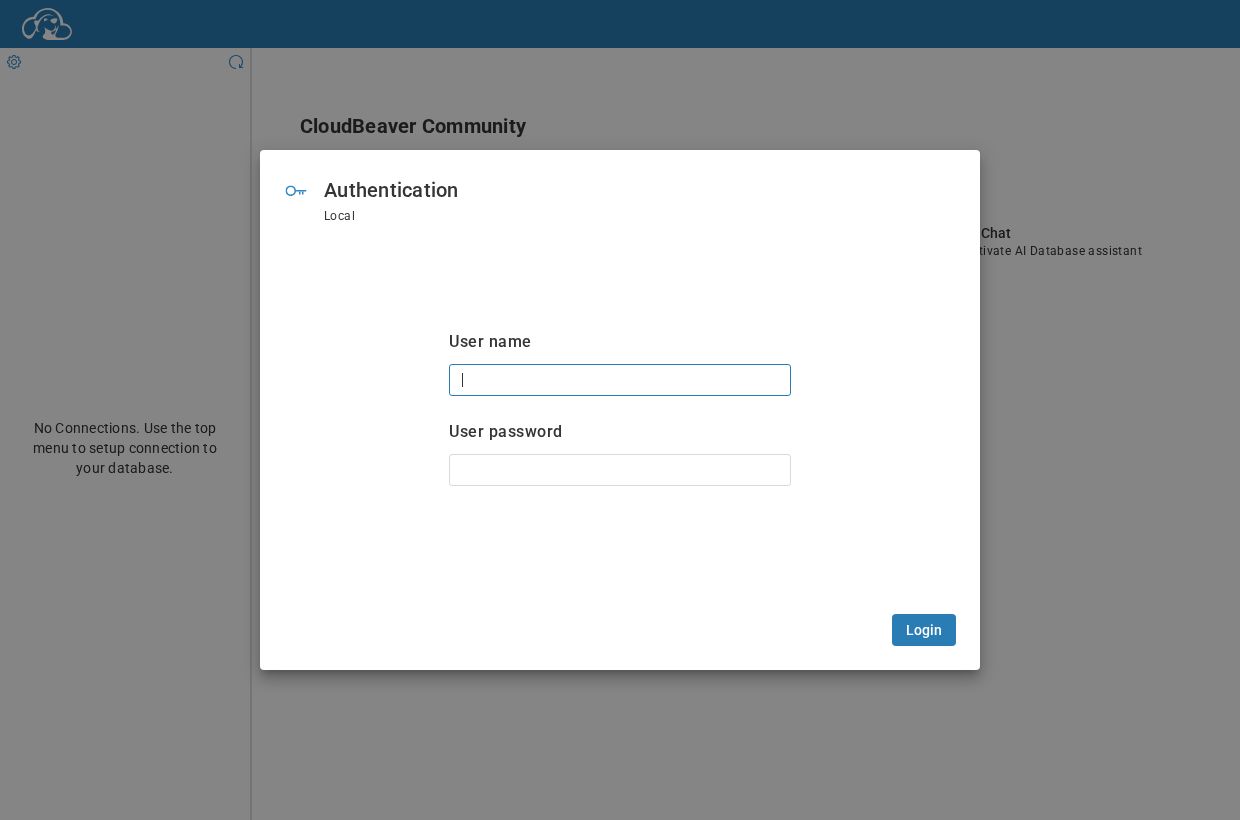 CloudBeaver Community
Authentication
Local
Chat
tivate AI Database assistant
User name
User password
No Connections. Use the top
menu to setup connection to
your database.
Login